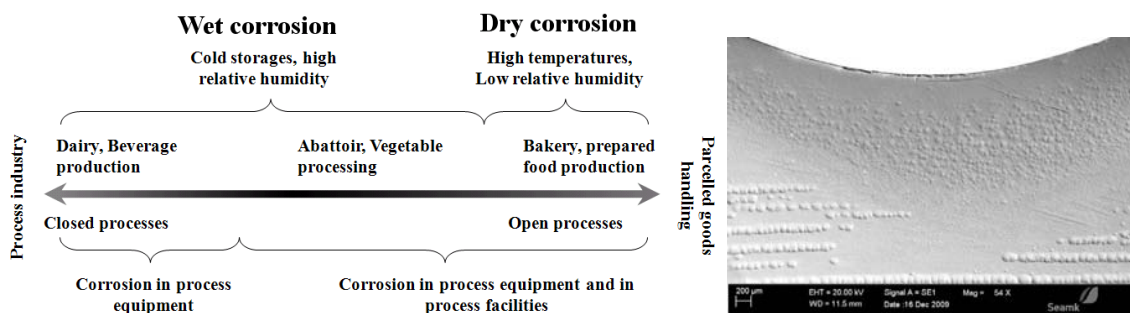 Wet corrosion
Dry corrosion
Cold storages, high
relative humidity
High temperatures,
Low relative humidity
Process industry
Dairy, Beverage
production
Abattoir, Vegetable
processing
Bakery, prepared
food production
Parcelled goods
handling
Closed processes
Open processes
Corrosion in process
equipment
Corrosion in process equipment and in
process facilities
200 µm
EHT = 20.00 kV
WD = 11.5 mm
Signal A = SE1
Date :16 Dec 2009
Mag = 54 X
Seamk